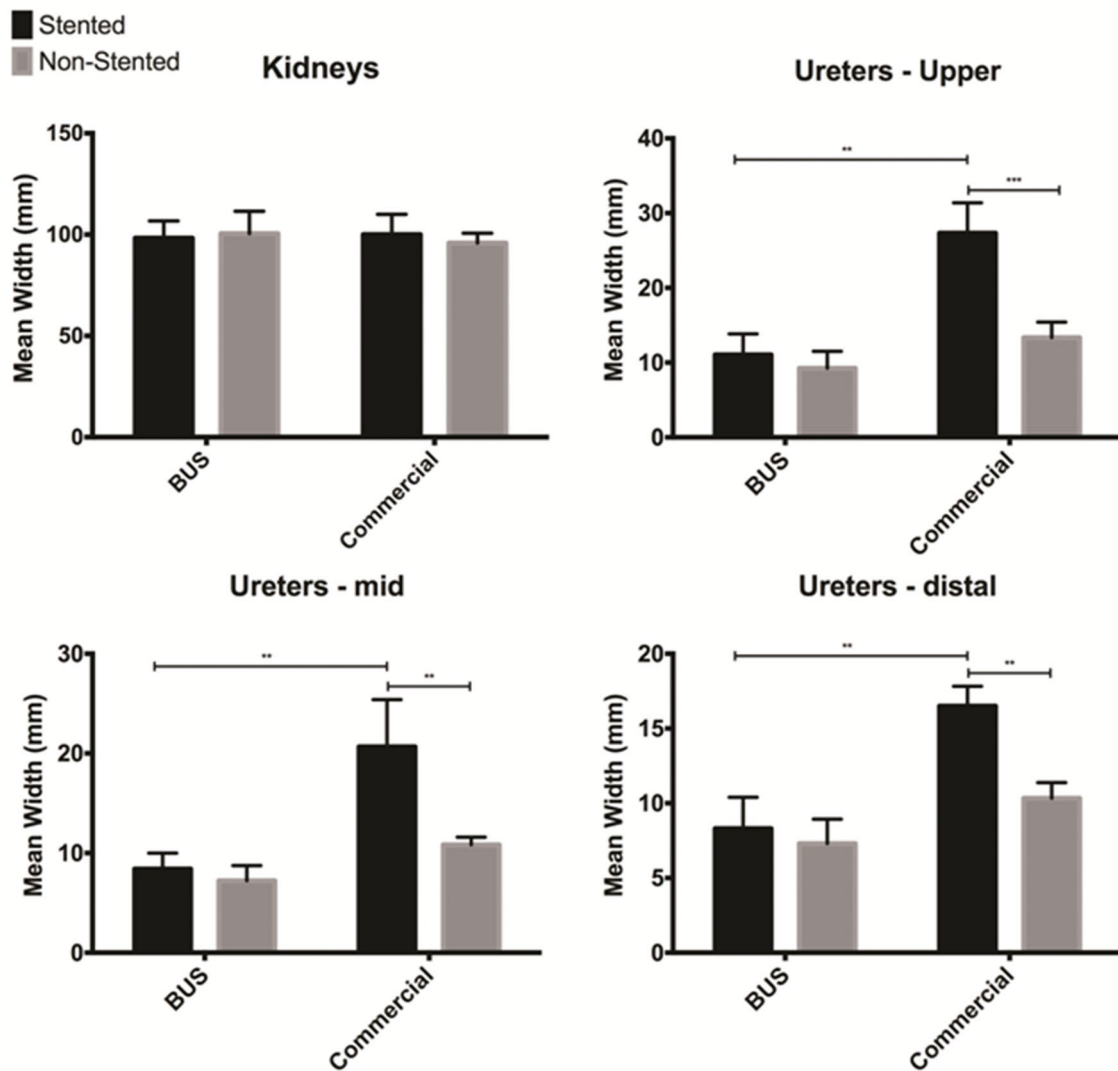 Stented
Non-Stented
Kidneys
Mean Width (mm)
150
100
50
0
BUS
Commercial
Ureters - Upper
Mean Width (mm)
40
30
20
10
0
**
***
BUS
Commercial
Ureters - mid
Mean Width (mm)
30
20
10
0
**
**
BUS
Commercial
Ureters - distal
Mean Width (mm)
20
15
10
5
0
**
**
BUS
Commercial